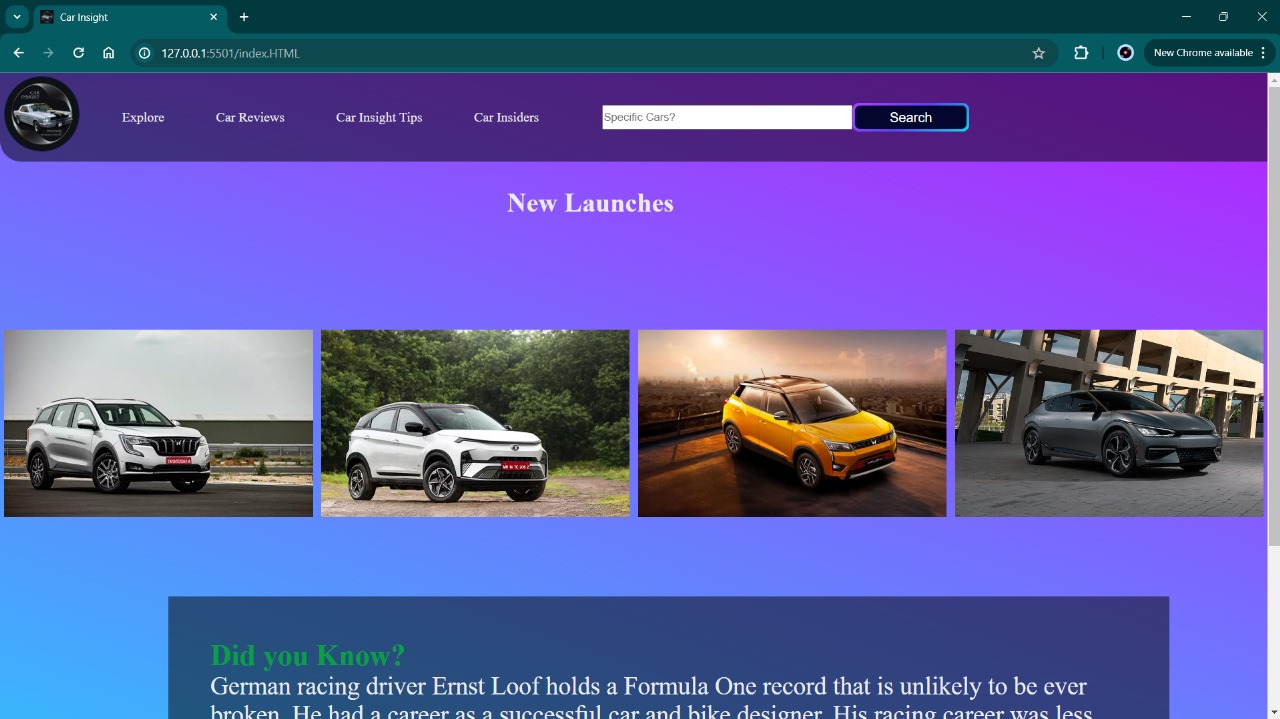 Car Insight
127.0.0.1:5501/index.HTML
New Chrome available
CAR
INSIGHT
Explore
Car Reviews
Car Insight Tips
Car Insiders
Specific Cars?
Search
New Launches
Did you Know?
German racing driver Ernst Loof holds a Formula One record that is unlikely to be ever
broken. He had a career as a successful car and bike designer. His racing career was less